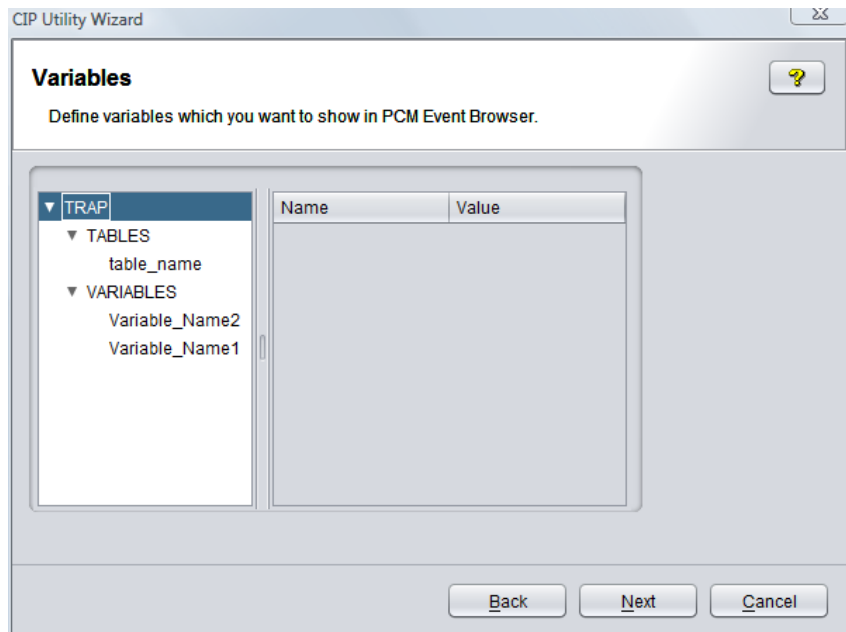 CIP Utility Wizard
Variables
Define variables which you want to show in PCM Event Browser.
TRAP
TABLES
table_name
VARIABLES
Variable_Name2
Variable_Name1
Name Value
Back Next Cancel